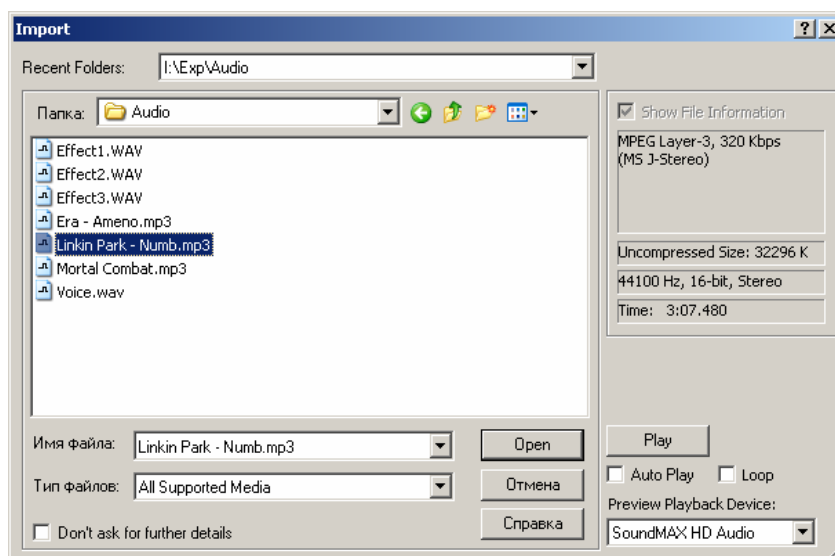 Import
Recent Folders: I:\Exp\Audio
Папка: Audio
Effect1.WAV
Effect2.WAV
Effect3.WAV
Era - Ameno.mp3
Linkin Park - Numb.mp3
Mortal Combat.mp3
Voice.wav
Имя файла: Linkin Park - Numb.mp3
Open
Тип файлов: All Supported Media
Отмена
Don't ask for further details
Справка
Show File Information
MPEG Layer-3, 320 Kbps
(MS J-Stereo)
Uncompressed Size: 32296 K
44100 Hz, 16-bit, Stereo
Time: 3:07.480
Play
Auto Play Loop
Preview Playback Device:
SoundMAX HD Audio